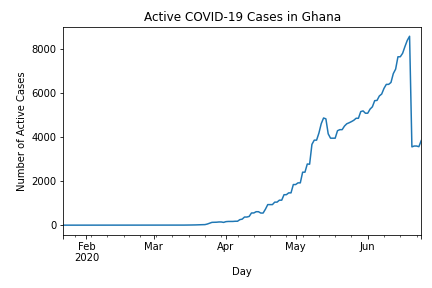 Active COVID-19 Cases in Ghana
Number of Active Cases
8000
6000
4000
2000
0
Feb Mar Apr May Jun
2020
Day